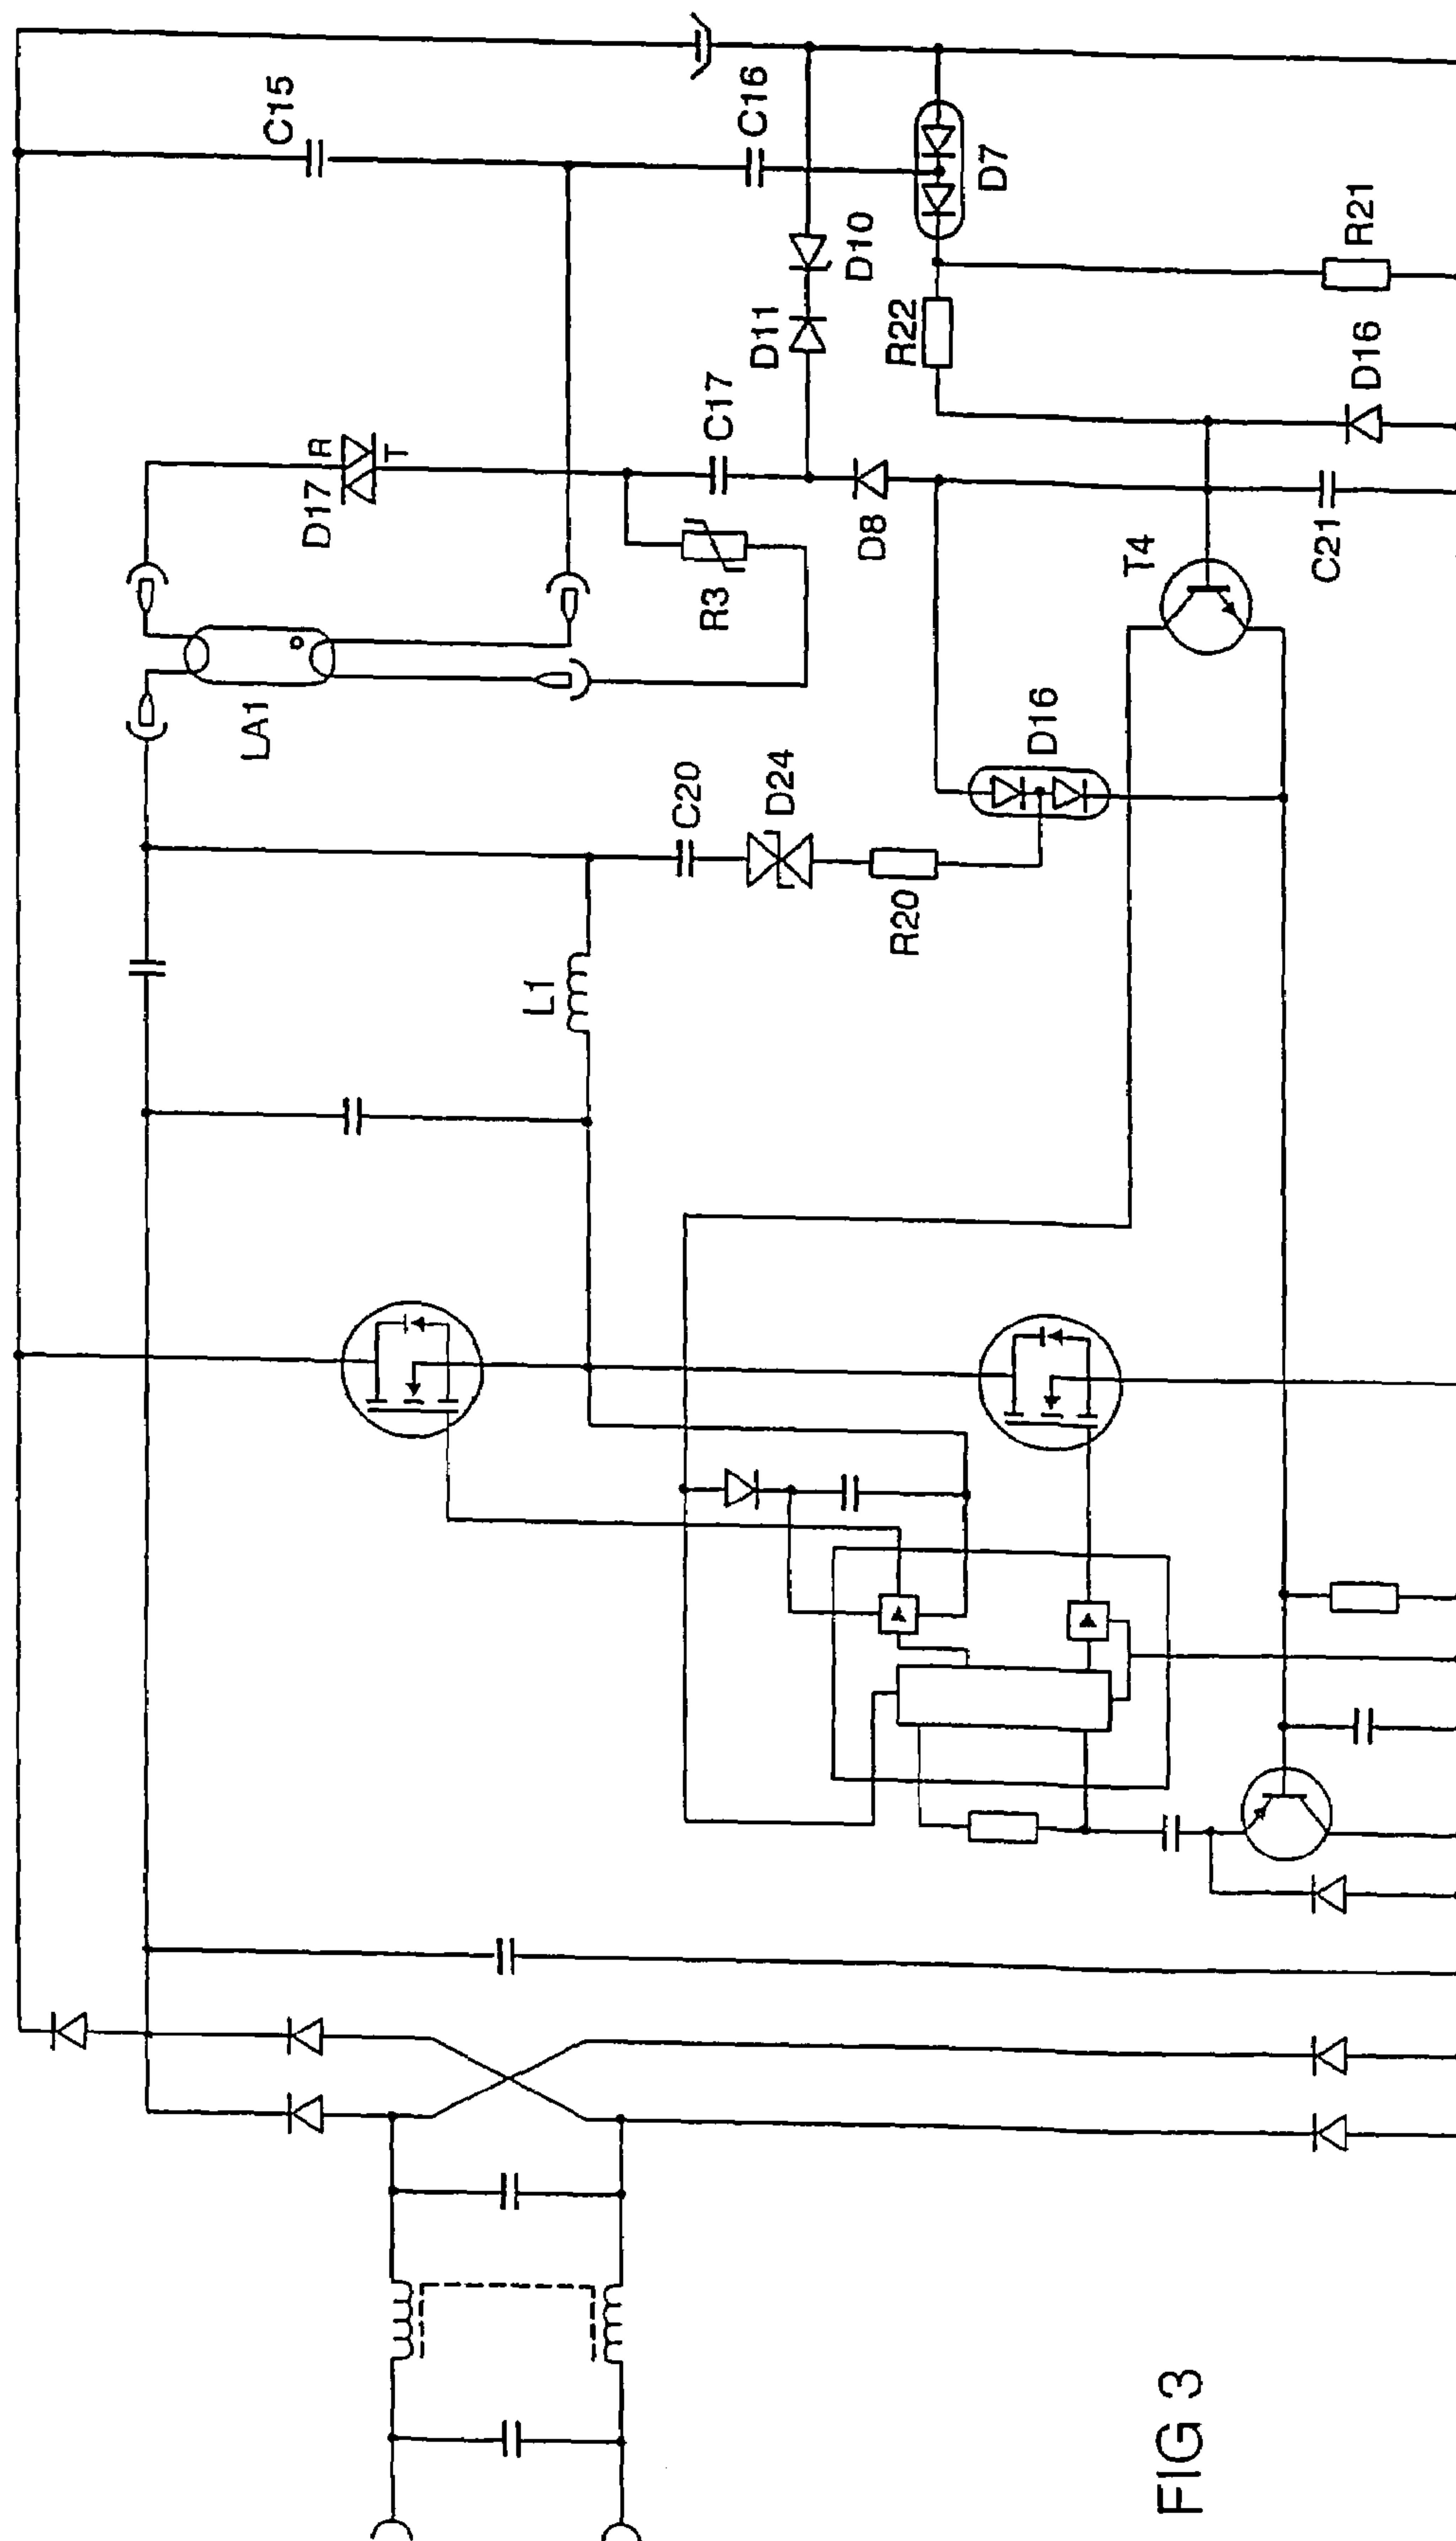 C15
C16
D7
R21
D10
D11
R22
D16
R
T
D17
C17
D8
R3
T4
C21
LA1
D16
C20
D24
R20
L1
FIG 3